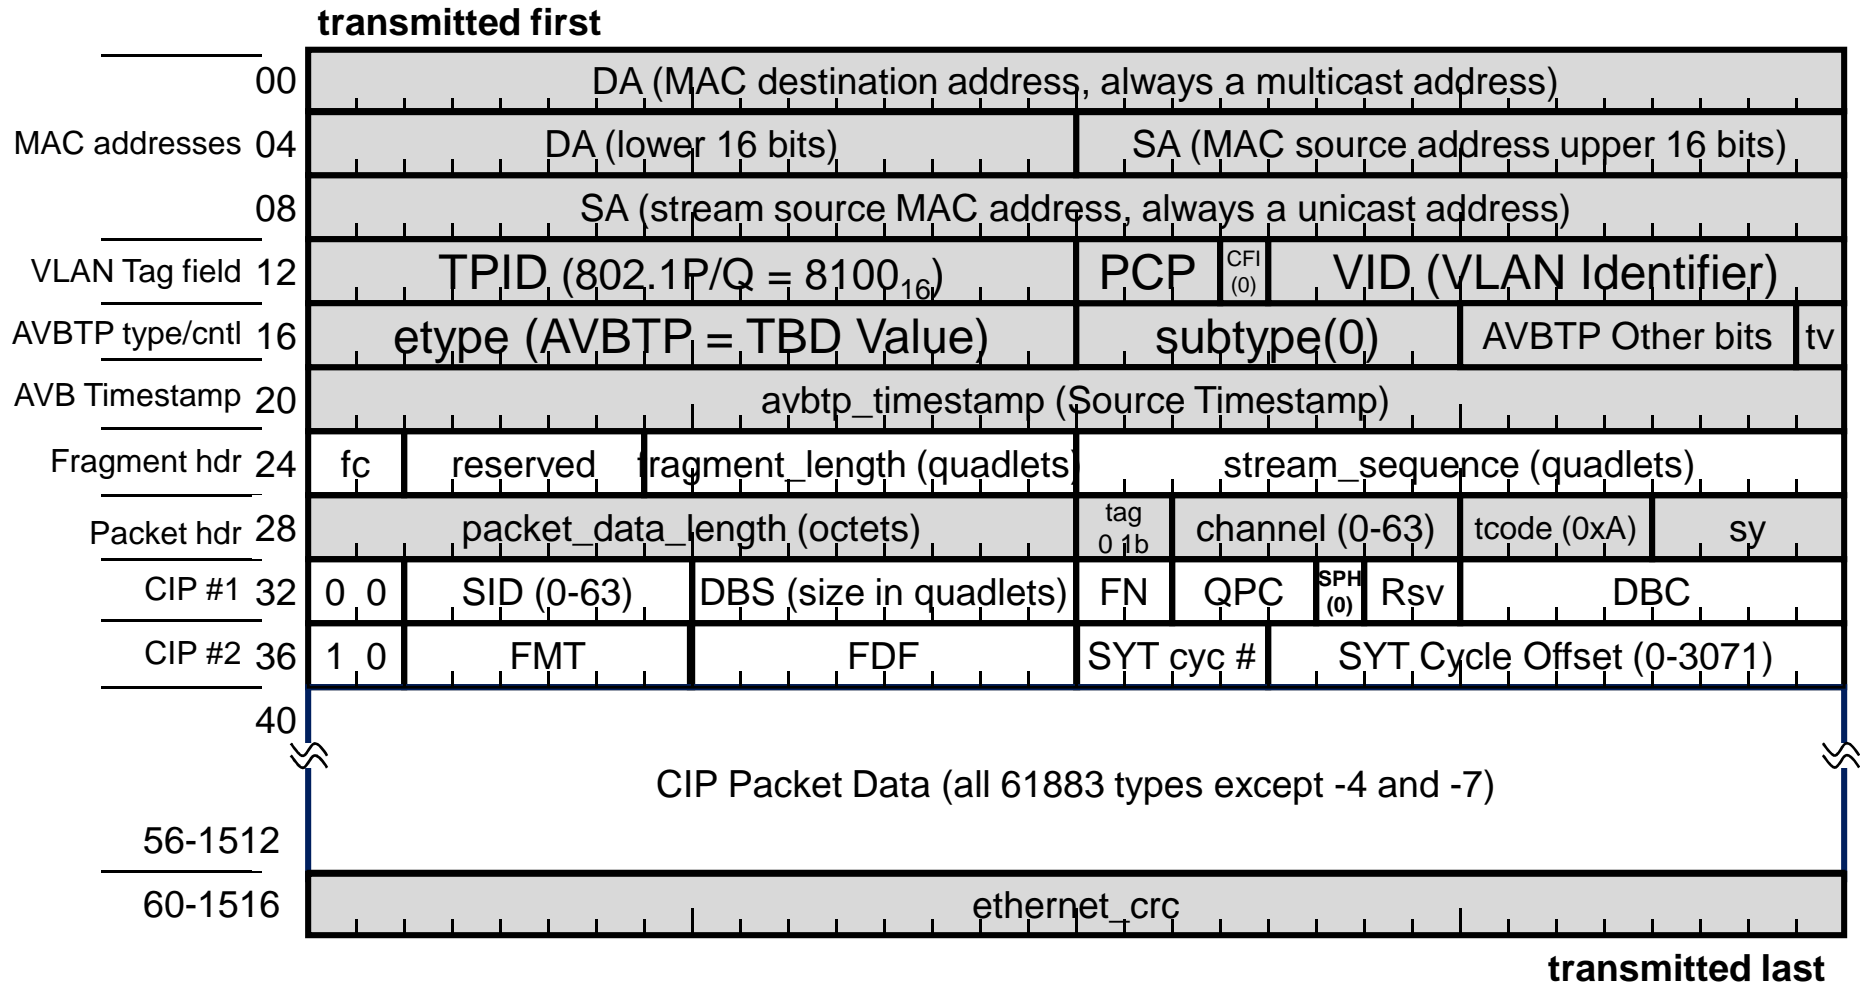 transmitted first
00 DA (MAC destination address, always a multicast address)
MAC addresses 04 DA (lower 16 bits) SA (MAC source address upper 16 bits)
08 SA (stream source MAC address, always a unicast address)
VLAN Tag field 12 TPID (802.1P/Q = 8100₁₆) PCP CFI (0) VID (VLAN Identifier)
AVBTP type/cntl 16 etype (AVBTP = TBD Value) subtype(0) AVBTP Other bits tv
AVB Timestamp 20 avbtp_timestamp (Source Timestamp)
Fragment hdr 24 fc reserved fragment_length (quadlets) stream_sequence (quadlets)
Packet hdr 28 packet_data_length (octets) tag 0 1b channel (0-63) tcode (0xA) sy
CIP #1 32 0 0 SID (0-63) DBS (size in quadlets) FN QPC SPH (0) Rsv DBC
CIP #2 36 1 0 FMT FDF SYT cyc # SYT Cycle Offset (0-3071)
40
CIP Packet Data (all 61883 types except -4 and -7)
56-1512
60-1516 ethernet_crc
transmitted last